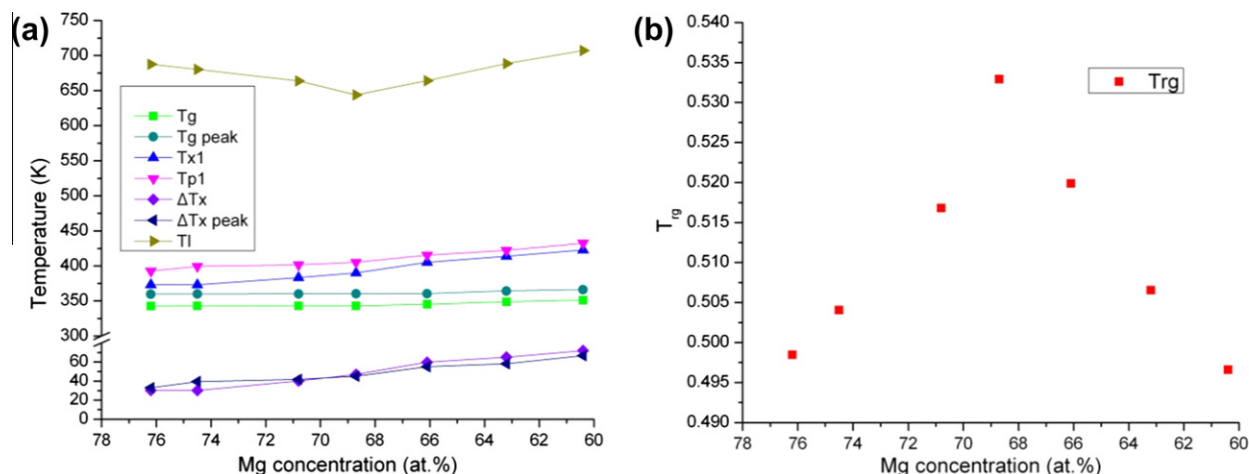 (a)
750
700
650
600
550
500
450
400
350
300
60
40
20
0
Temperature (K)
Tg
Tg peak
Tx1
Tp1
ΔTx
ΔTx peak
Tl
78 76 74 72 70 68 66 64 62 60
Mg concentration (at.%)
(b)
0.540
0.535
0.530
0.525
0.520
0.515
0.510
0.505
0.500
0.495
0.490
Trg
Trg
78 76 74 72 70 68 66 64 62 60
Mg concentration (at.%)